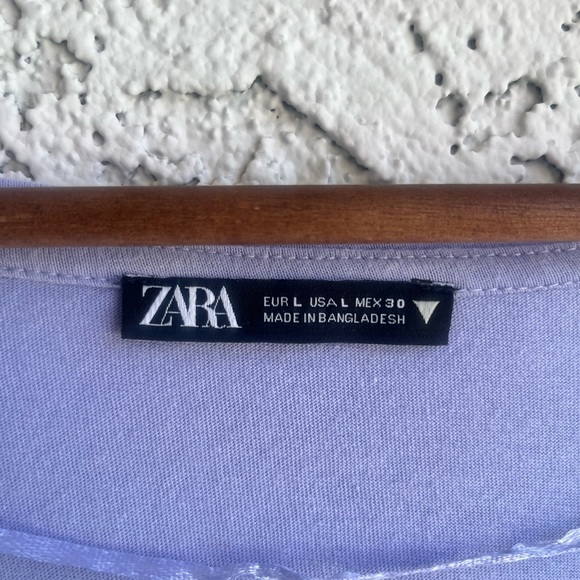 ZARA
EUR L USA L MEX 30
MADE IN BANGLADESH